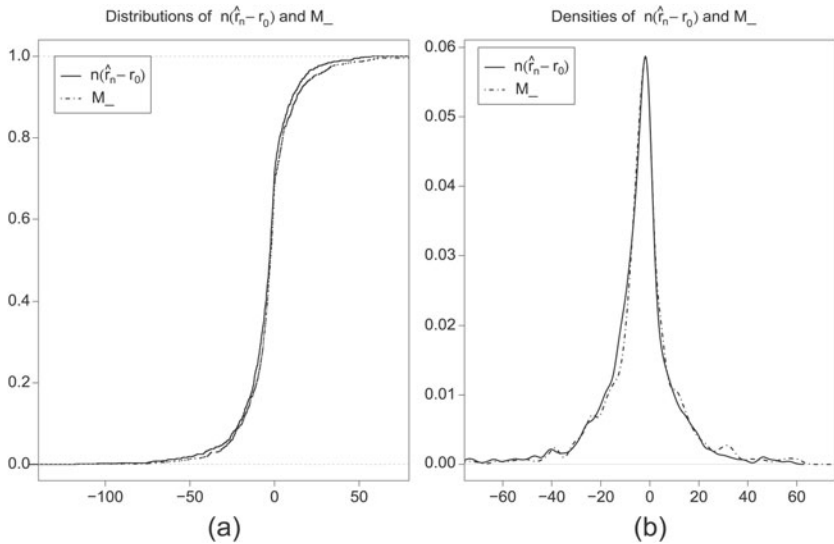 Distributions of n(r̂ₙ− r₀) and M_
n(r̂ₙ− r₀)
M_
1.0
0.8
0.6
0.4
0.2
0.0
−100 −50 0 50
(a)
Densities of n(r̂ₙ− r₀) and M_
n(r̂ₙ− r₀)
M_
0.06
0.05
0.04
0.03
0.02
0.01
0.00
−60 −40 −20 0 20 40 60
(b)